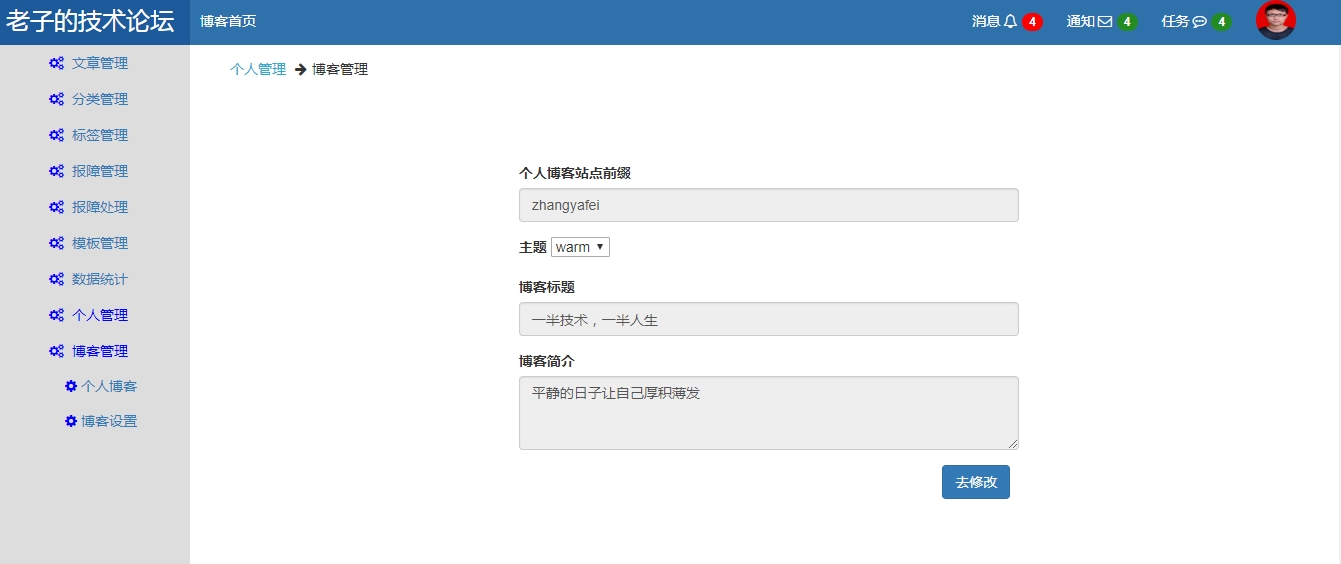 老子的技术论坛 博客首页 消息 4 通知 4 任务 4
个人管理 博客管理
文章管理
分类管理
标签管理
报障管理
报障处理
模板管理
数据统计
个人管理
博客管理
个人博客
博客设置
个人博客站点前缀
zhangyafei
主题 warm
博客标题
一半技术，一半人生
博客简介
平静的日子让自己厚积薄发
去修改